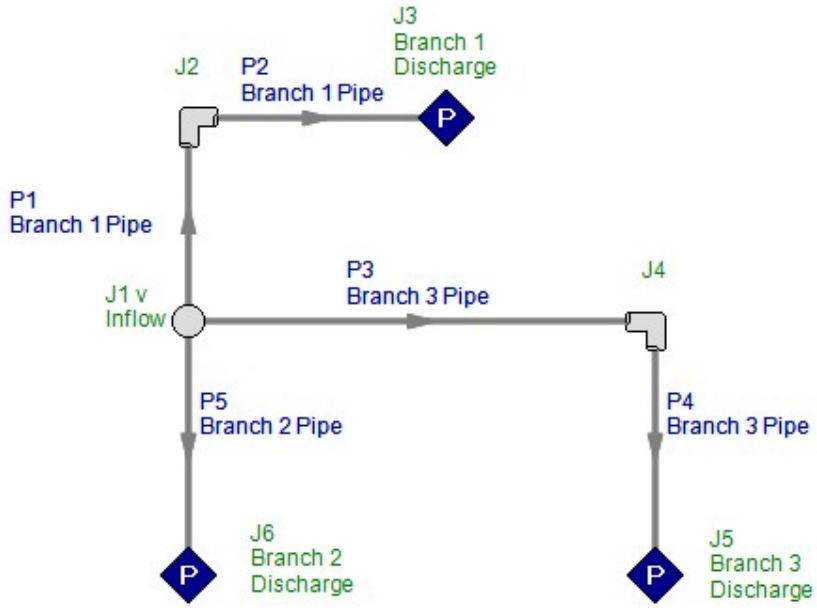 J3
Branch 1
Discharge
J2
P2
Branch 1 Pipe
P
P1
Branch 1 Pipe
J1 v
Inflow
P3
Branch 3 Pipe
J4
P5
Branch 2 Pipe
P4
Branch 3 Pipe
P
J6
Branch 2
Discharge
P
J5
Branch 3
Discharge